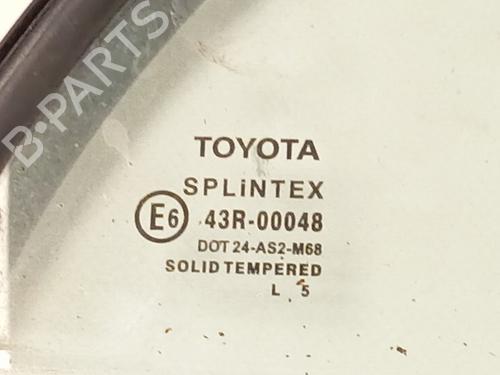 B-PARTS
TOYOTA
SPLiNTEX
E6 43R-00048
DOT 24-AS2-M68
SOLID TEMPERED
L . 5